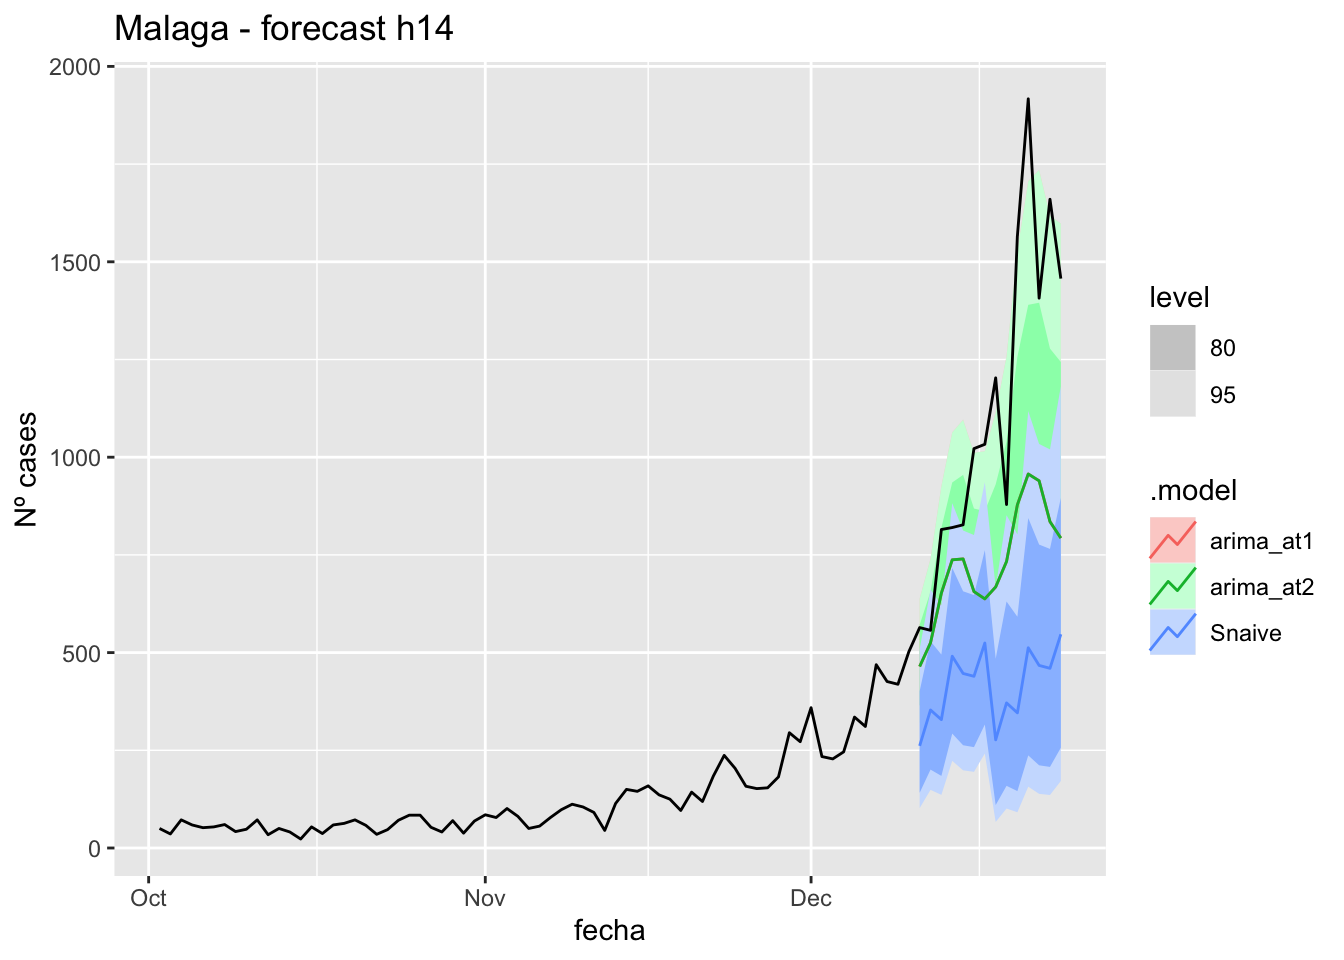 Malaga - forecast h14
2000
1500
1000
500
0
Nº cases
Oct
Nov
Dec
fecha
level
80
95
.model
arima_at1
arima_at2
Snaive